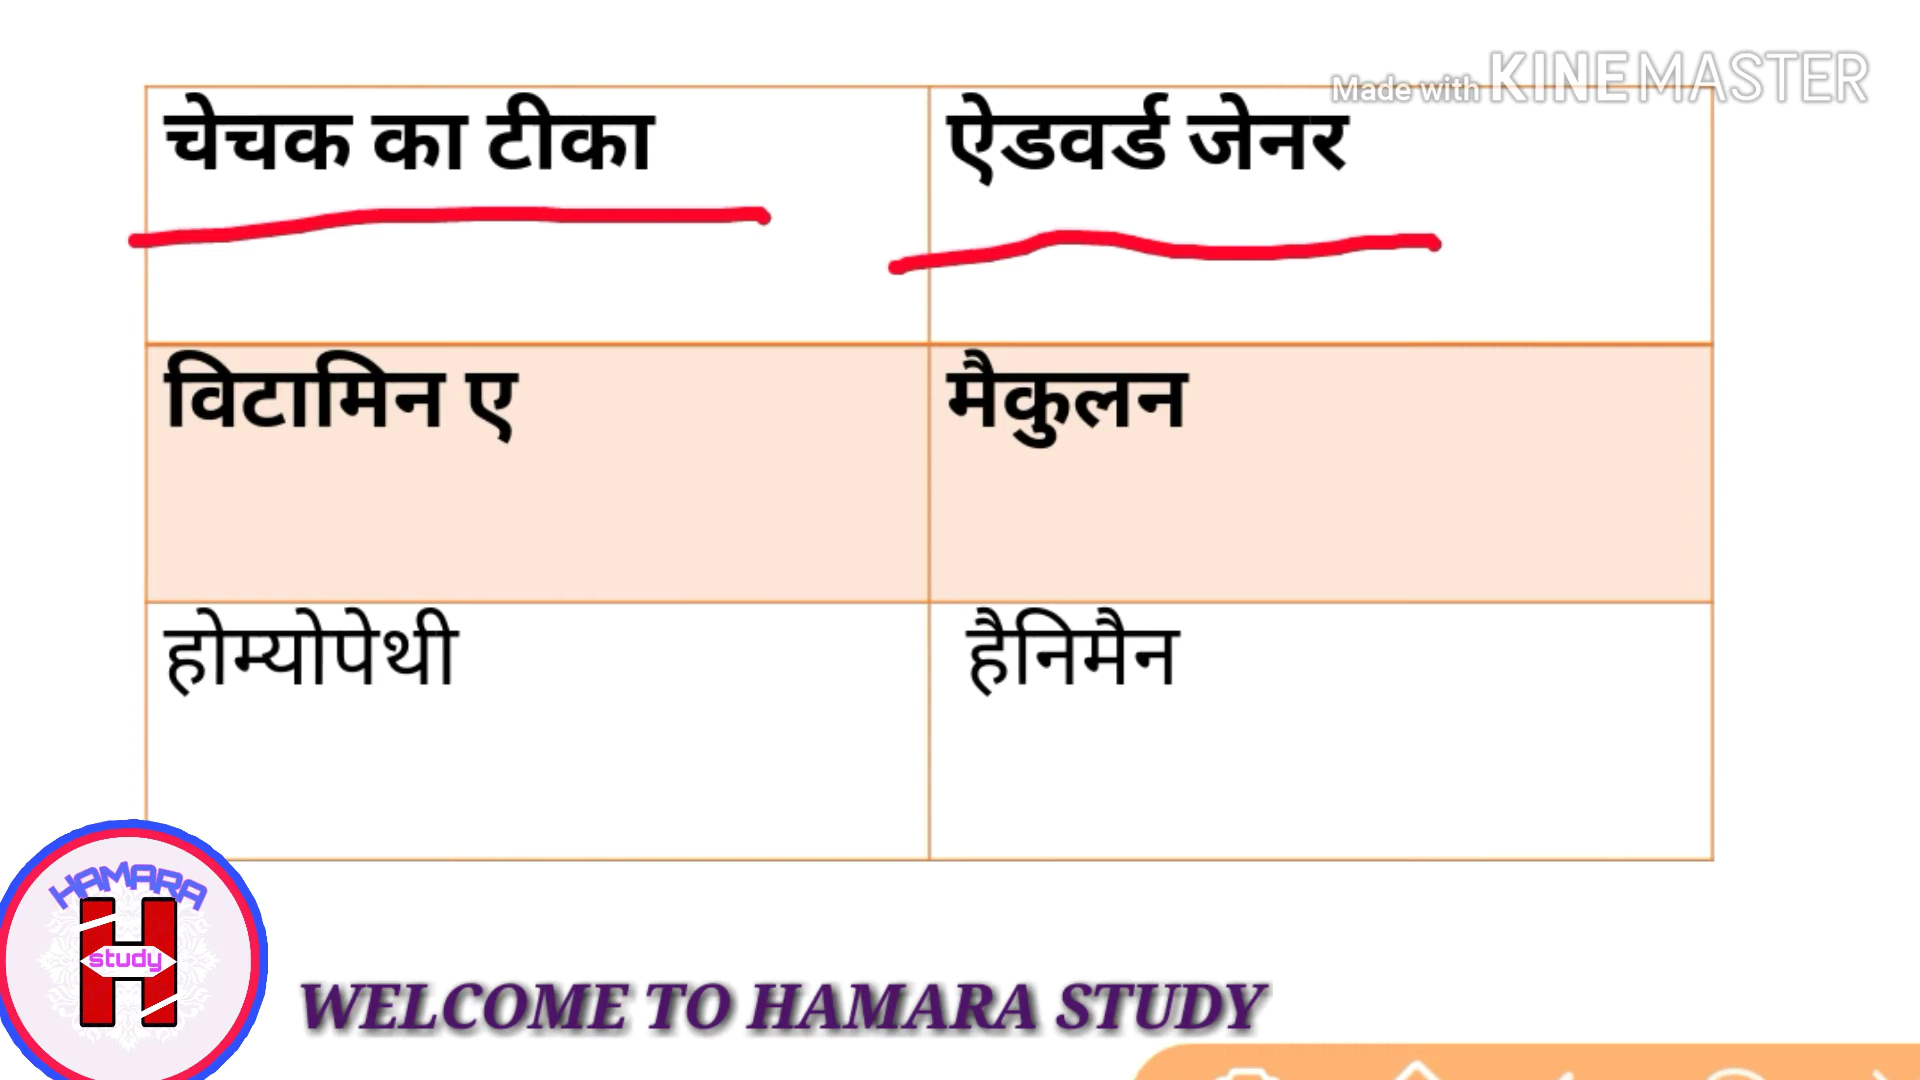 Made with KINEMASTER
चेचक का टीका
ऐडवर्ड जेनर
विटामिन ए
मैकुलन
होम्योपेथी
हैनिमैन
HAMARA
H
study
WELCOME TO HAMARA STUDY